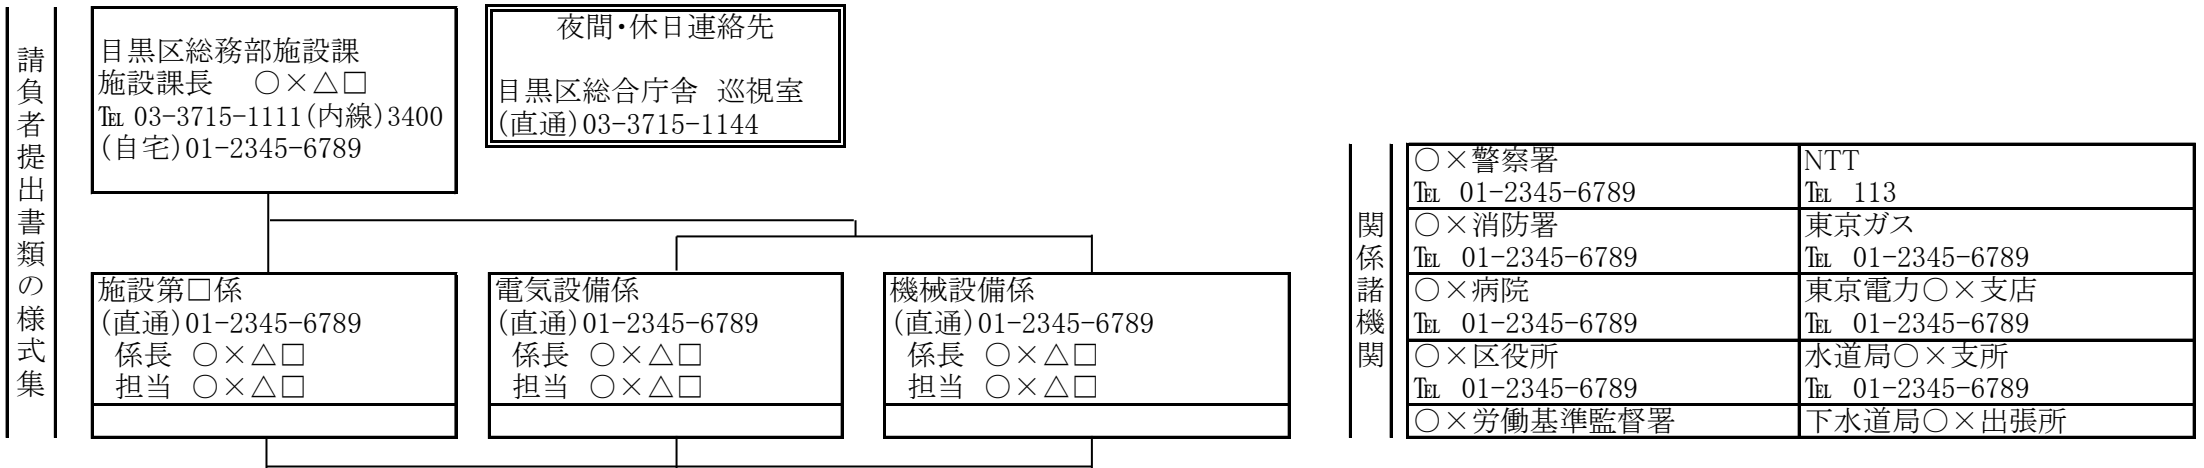 請負者提出書類の様式集
目黒区総務部施設課
施設課長　○×△□
℡ 03-3715-1111(内線)3400
(自宅)01-2345-6789
夜間・休日連絡先
目黒区総合庁舎　巡視室
(直通)03-3715-1144
施設第□係
(直通)01-2345-6789
係長　○×△□
担当　○×△□
電気設備係
(直通)01-2345-6789
係長　○×△□
担当　○×△□
機械設備係
(直通)01-2345-6789
係長　○×△□
担当　○×△□
関係諸機関
○×警察署
℡ 01-2345-6789
NTT
℡ 113
○×消防署
℡ 01-2345-6789
東京ガス
℡ 01-2345-6789
○×病院
℡ 01-2345-6789
東京電力○×支店
℡ 01-2345-6789
○×区役所
℡ 01-2345-6789
水道局○×支所
℡ 01-2345-6789
○×労働基準監督署
下水道局○×出張所